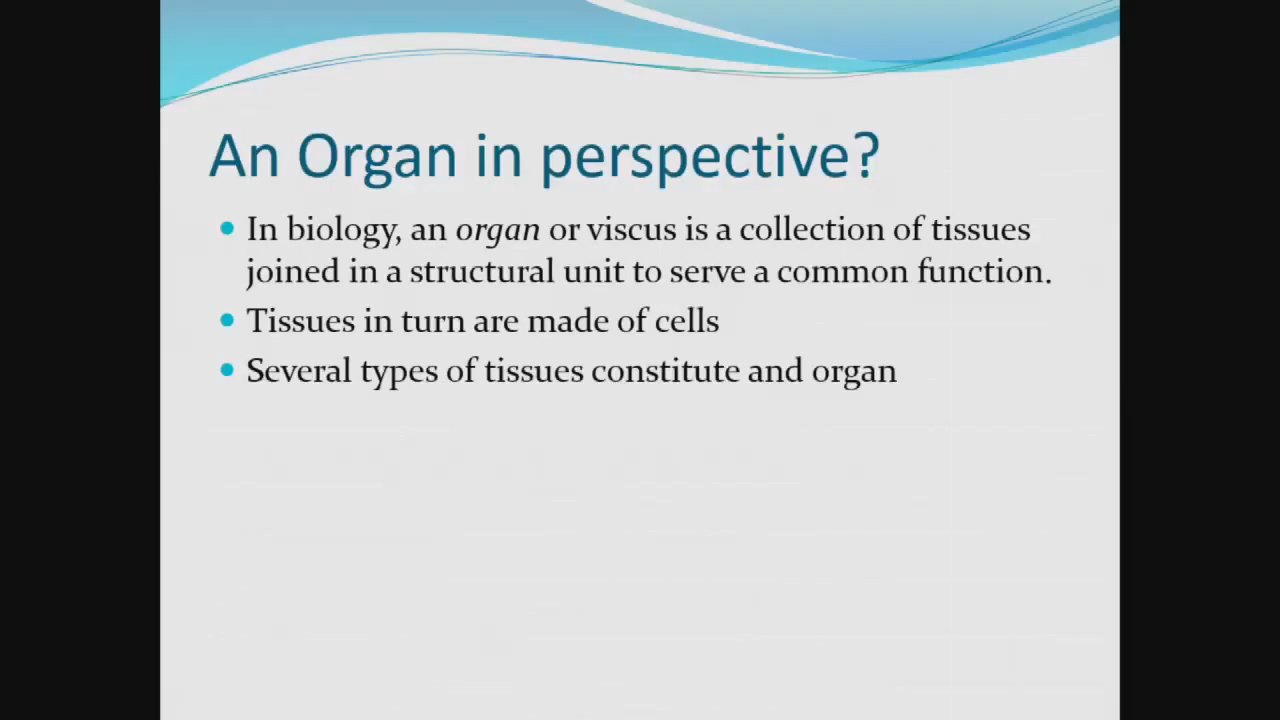 An Organ in perspective?
In biology, an organ or viscus is a collection of tissues
joined in a structural unit to serve a common function.
Tissues in turn are made of cells
Several types of tissues constitute and organ